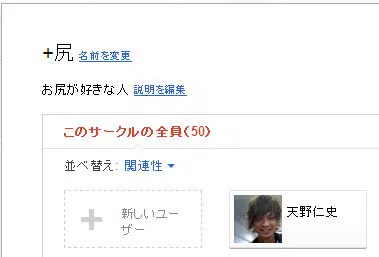 +尻 名前を変更
お尻が好きな人 説明を編集
このサークルの全員(50)
並べ替え: 関連性
新しいユー
ザー
天野仁史